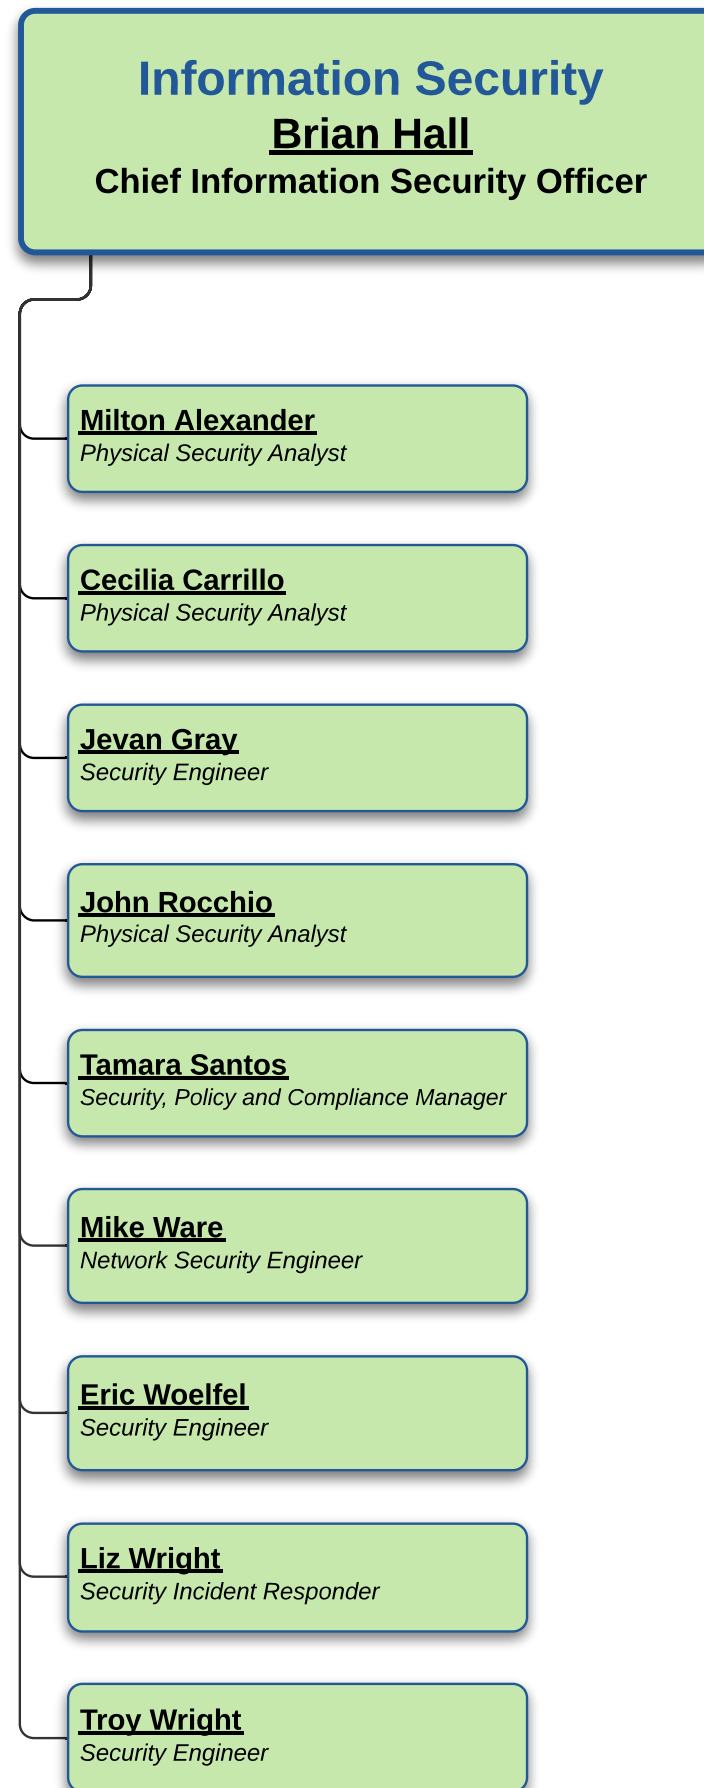 Information Security
Brian Hall
Chief Information Security Officer
Milton Alexander
Physical Security Analyst
Cecilia Carrillo
Physical Security Analyst
Jevan Gray
Security Engineer
John Rocchio
Physical Security Analyst
Tamara Santos
Security, Policy and Compliance Manager
Mike Ware
Network Security Engineer
Eric Woelfel
Security Engineer
Liz Wright
Security Incident Responder
Troy Wright
Security Engineer